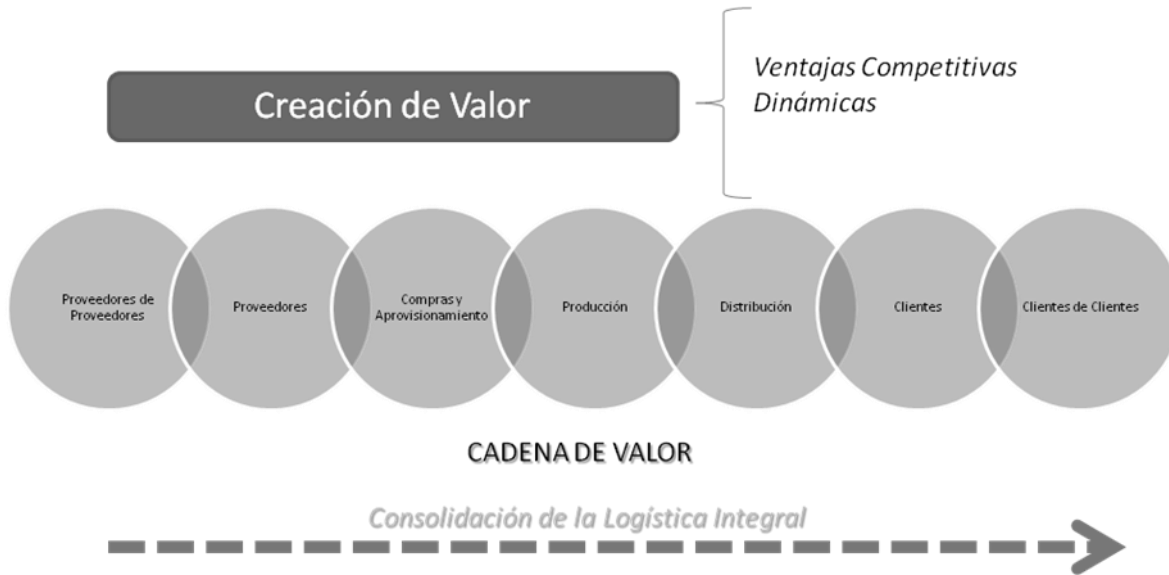 Ventajas Competitivas
Dinámicas
Creación de Valor
Proveedores de
Proveedores
Proveedores
Compras y
Aprovisionamiento
Producción
Distribución
Clientes
Clientes de Clientes
CADENA DE VALOR
Consolidación de la Logística Integral